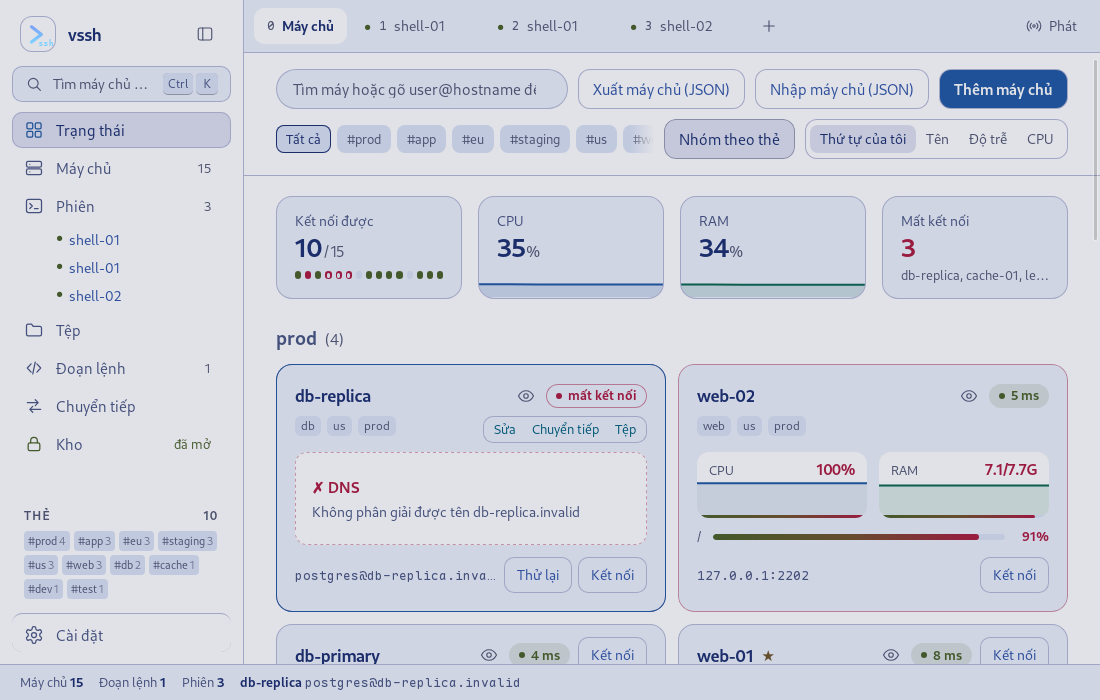 ssh vssh
Tìm máy chủ ... Ctrl K
Trạng thái
Máy chủ 15
Phiên 3
shell-01
shell-01
shell-02
Tệp
Đoạn lệnh 1
Chuyển tiếp
Kho đã mở
THẺ 10
#prod 4 #app 3 #eu 3 #staging 3
#us 3 #web 3 #db 2 #cache 1
#dev 1 #test 1
Cài đặt
0 Máy chủ 1 shell-01 2 shell-01 3 shell-02 + Phát
Tìm máy hoặc gõ user@hostname để Xuất máy chủ (JSON) Nhập máy chủ (JSON) Thêm máy chủ
Tất cả #prod #app #eu #staging #us Nhóm theo thẻ Thứ tự của tôi Tên Độ trễ CPU
Kết nối được
10/15
CPU
35%
RAM
34%
Mất kết nối
3
db-replica, cache-01, le...
prod (4)
db-replica mất kết nối
db us prod Sửa Chuyển tiếp Tệp
✗ DNS
Không phân giải được tên db-replica.invalid
postgres@db-replica.inva... Thử lại Kết nối
web-02 5 ms
web us prod
CPU 100% RAM 7.1/7.7G
/ 91%
127.0.0.1:2202 Kết nối
db-primary 4 ms Kết nối
web-01 ★ 8 ms Kết nối
Máy chủ 15 Đoạn lệnh 1 Phiên 3 db-replica postgres@db-replica.invalid